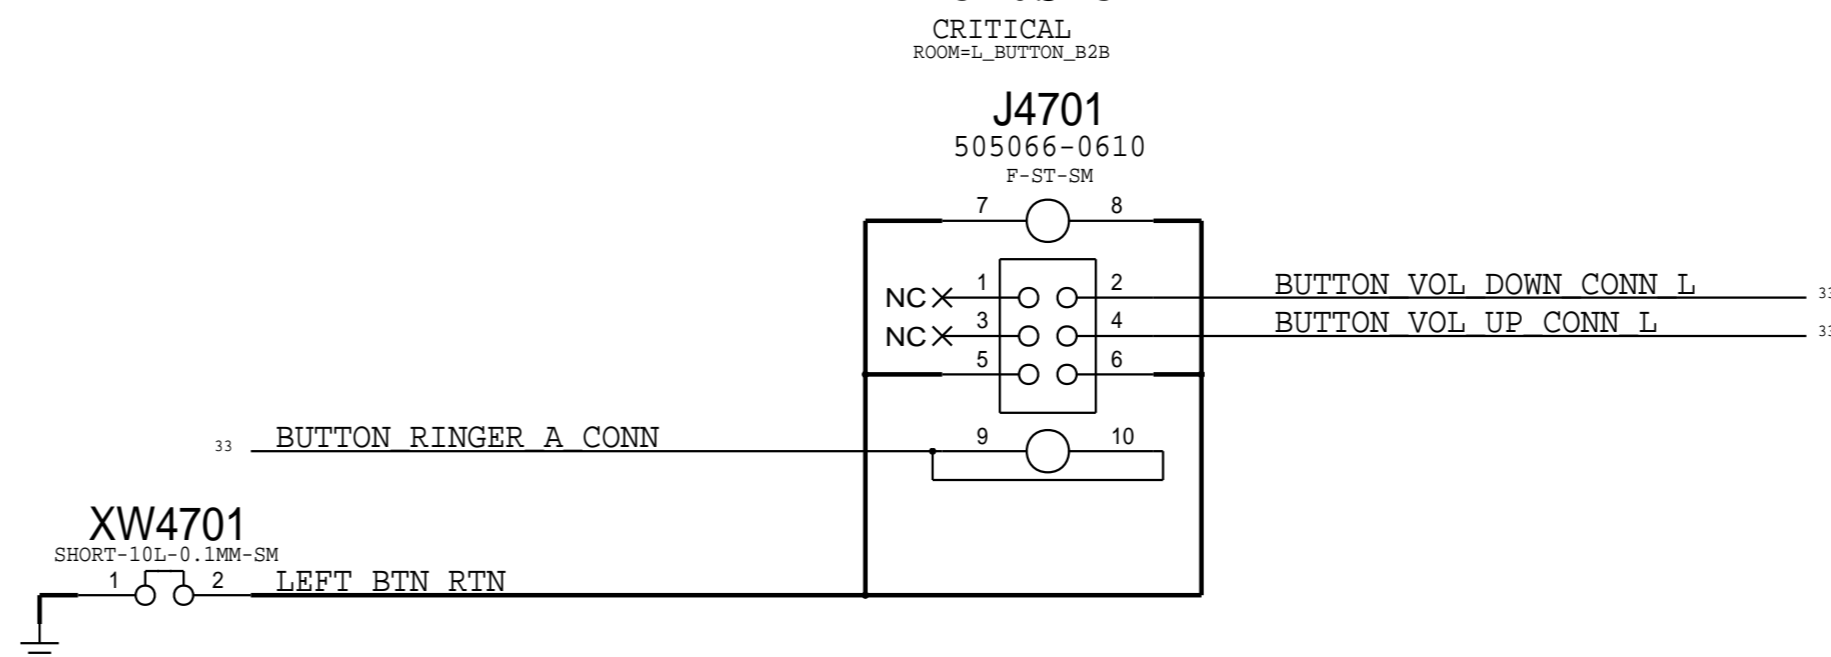 CRITICAL
ROOM=L_BUTTON_B2B
J4701
505066-0610
F-ST-SM
7 8
NC 1 2 BUTTON_VOL_DOWN_CONN_L
NC 3 4 BUTTON_VOL_UP_CONN_L
5 6
33 BUTTON_RINGER_A_CONN 9 10
XW4701
SHORT-10L-0.1MM-SM
1 2 LEFT_BTN_RTN